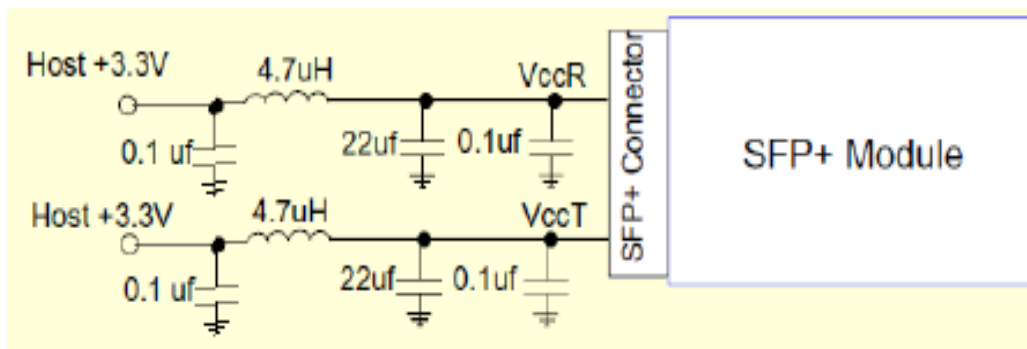 Host +3.3V
4.7uH
VccR
0.1 uf
22uf
0.1uf
SFP+ Connector
SFP+ Module
Host +3.3V
4.7uH
VccT
0.1 uf
22uf
0.1uf